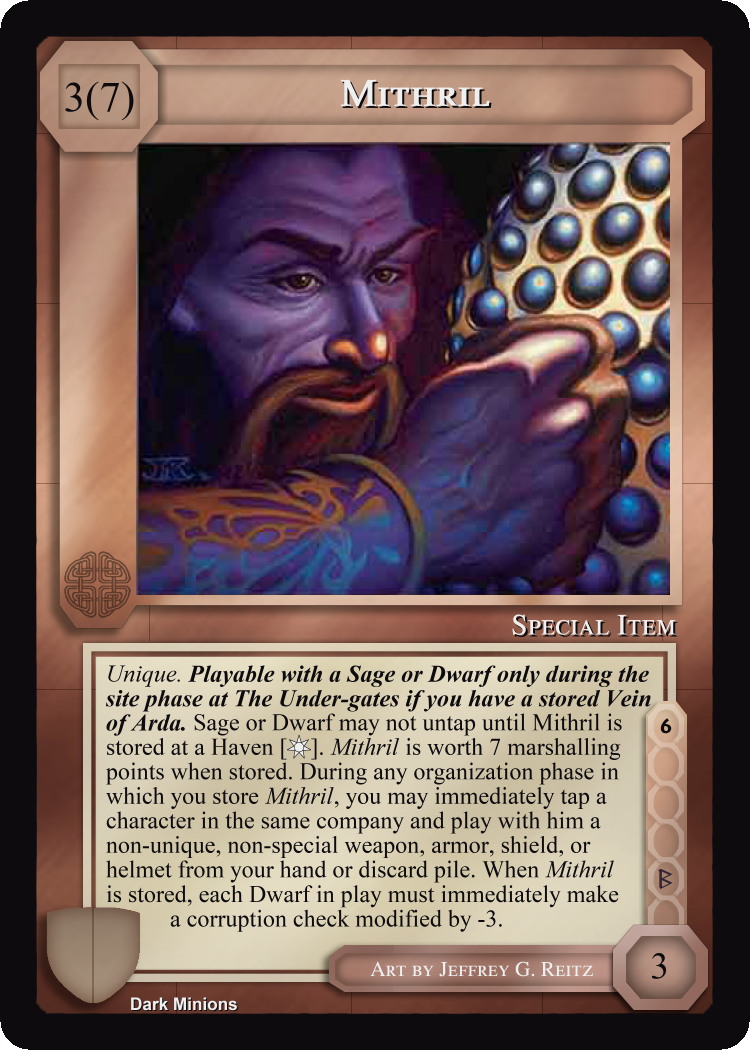 3(7)
Mithril
JRK
Special Item
Unique. Playable with a Sage or Dwarf only during the
site phase at The Under-gates if you have a stored Vein
of Arda. Sage or Dwarf may not untap until Mithril is
stored at a Haven [ ]. Mithril is worth 7 marshalling
points when stored. During any organization phase in
which you store Mithril, you may immediately tap a
character in the same company and play with him a
non-unique, non-special weapon, armor, shield, or
helmet from your hand or discard pile. When Mithril
is stored, each Dwarf in play must immediately make
a corruption check modified by -3.
6
ᛒ
Art by Jeffrey G. Reitz
3
Dark Minions